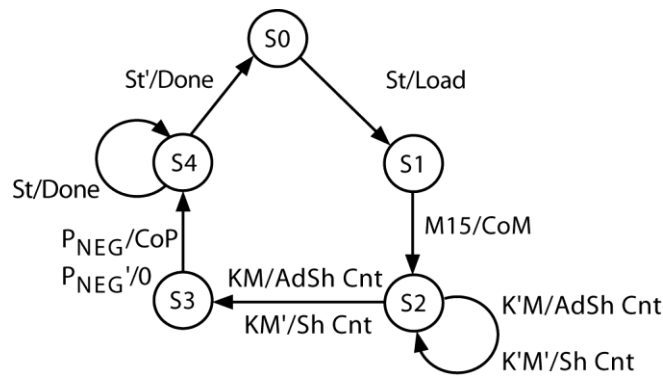 S0
St'/Done
St/Load
S4
S1
St/Done
M15/CoM
PNEG/CoP
PNEG'/0
KM/AdSh Cnt
S3
S2
K'M/AdSh Cnt
KM'/Sh Cnt
K'M'/Sh Cnt